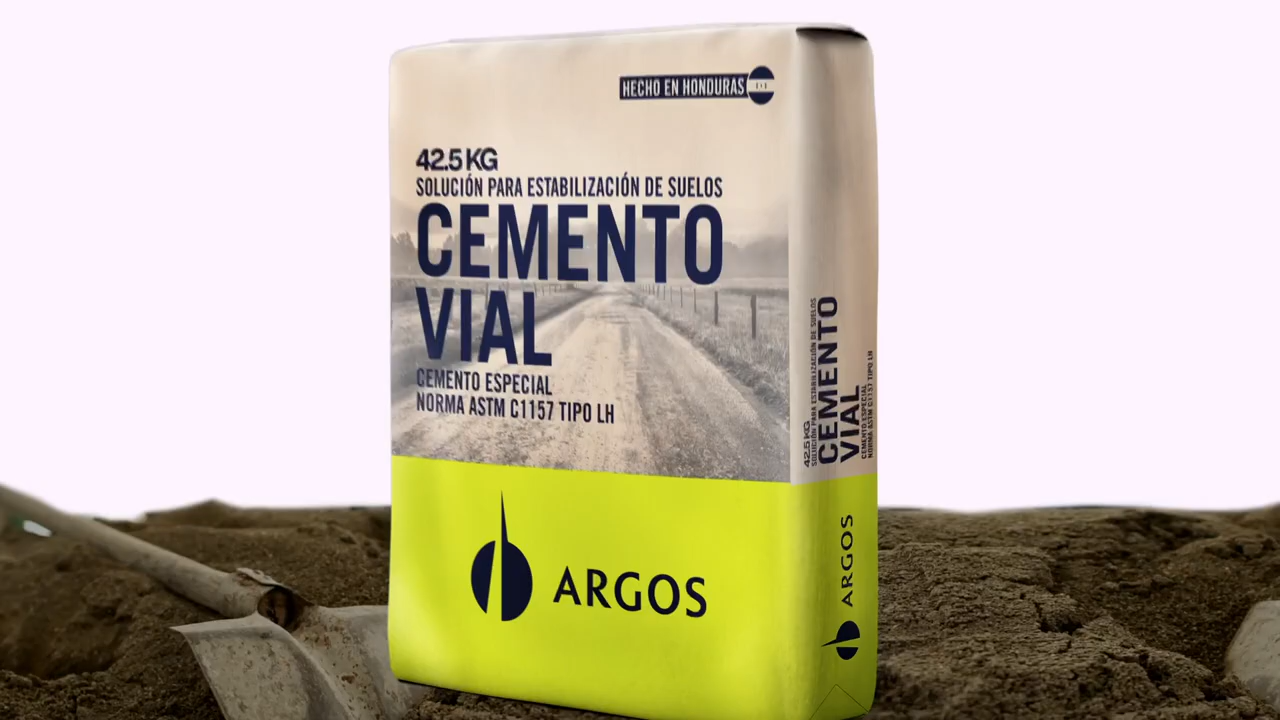 HECHO EN HONDURAS
42.5 KG
SOLUCIÓN PARA ESTABILIZACIÓN DE SUELOS
CEMENTO
VIAL
CEMENTO ESPECIAL
NORMA ASTM C1157 TIPO LH
ARGOS
42.5 KG
SOLUCIÓN PARA ESTABILIZACIÓN DE SUELOS
CEMENTO
VIAL
CEMENTO ESPECIAL
NORMA ASTM C1157 TIPO LH
ARGOS